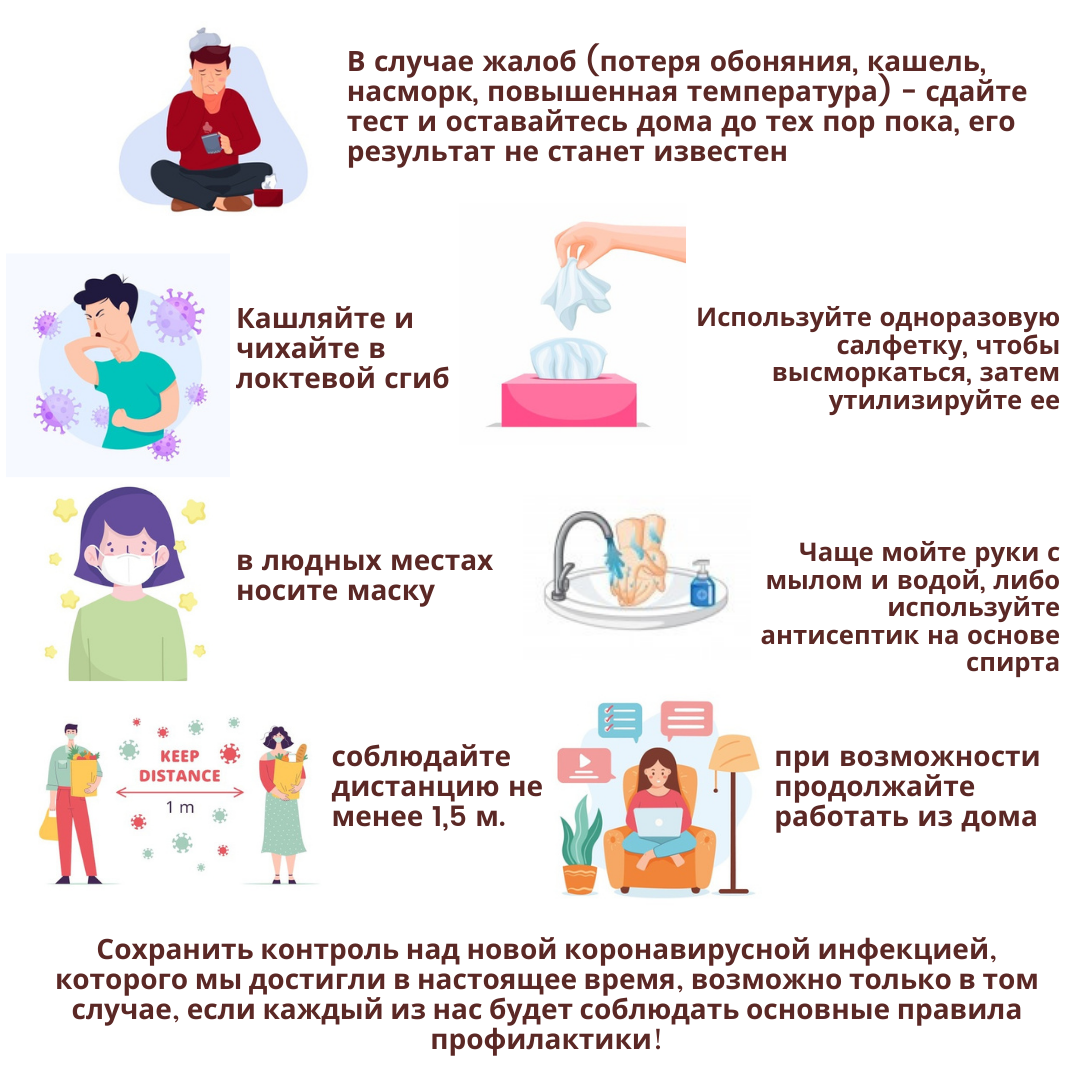 В случае жалоб (потеря обоняния, кашель,
насморк, повышенная температура) - сдайте
тест и оставайтесь дома до тех пор пока, его
результат не станет известен
Кашляйте и
чихайте в
локтевой сгиб
Используйте одноразовую
салфетку, чтобы
высморкаться, затем
утилизируйте ее
в людных местах
носите маску
Чаще мойте руки с
мылом и водой, либо
используйте
антисептик на основе
спирта
KEEP
DISTANCE
1 m
соблюдайте
дистанцию не
менее 1,5 м.
при возможности
продолжайте
работать из дома
Сохранить контроль над новой коронавирусной инфекцией,
которого мы достигли в настоящее время, возможно только в том
случае, если каждый из нас будет соблюдать основные правила
профилактики!